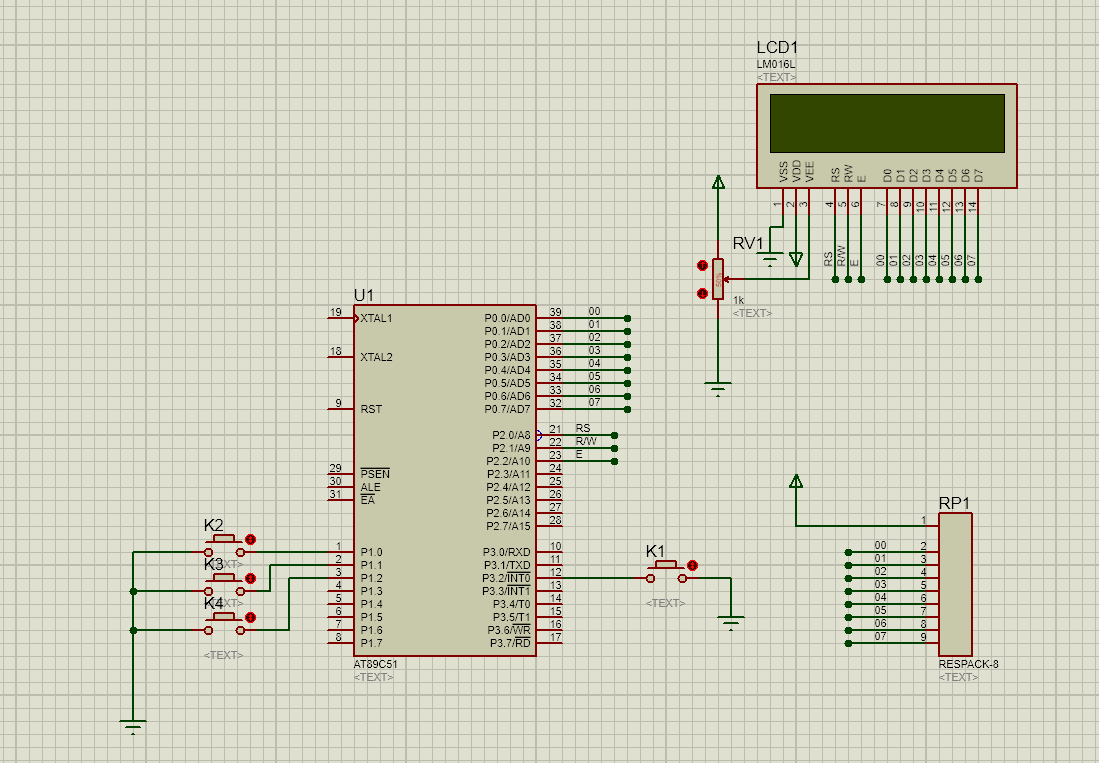 LCD1
LM016L
<TEXT>
VSS
VDD
VEE
RS
RW
E
D0
D1
D2
D3
D4
D5
D6
D7
1
2
3
4
5
6
7
8
9
10
11
12
13
14
RS
R/W
E
00
01
02
03
04
05
06
07
RV1
50%
1k
<TEXT>
U1
19 XTAL1
18 XTAL2
9 RST
29 PSEN
30 ALE
31 EA
1 P1.0
2 P1.1
3 P1.2
4 P1.3
5 P1.4
6 P1.5
7 P1.6
8 P1.7
P0.0/AD0 39 00
P0.1/AD1 38 01
P0.2/AD2 37 02
P0.3/AD3 36 03
P0.4/AD4 35 04
P0.5/AD5 34 05
P0.6/AD6 33 06
P0.7/AD7 32 07
P2.0/A8 21 RS
P2.1/A9 22 R/W
P2.2/A10 23 E
P2.3/A11 24
P2.4/A12 25
P2.5/A13 26
P2.6/A14 27
P2.7/A15 28
P3.0/RXD 10
P3.1/TXD 11
P3.2/INT0 12
P3.3/INT1 13
P3.4/T0 14
P3.5/T1 15
P3.6/WR 16
P3.7/RD 17
AT89C51
<TEXT>
K2
<TEXT>
K3
<TEXT>
K4
<TEXT>
K1
<TEXT>
RP1
1
00 2
01 3
02 4
03 5
04 6
05 7
06 8
07 9
RESPACK-8
<TEXT>